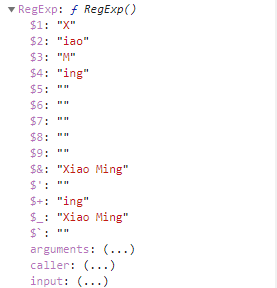 ▼RegExp: ƒ RegExp()
$1: "X"
$2: "iao"
$3: "M"
$4: "ing"
$5: ""
$6: ""
$7: ""
$8: ""
$9: ""
$&: "Xiao Ming"
$': ""
$+: "ing"
$_: "Xiao Ming"
$`: ""
arguments: (...)
caller: (...)
input: (...)